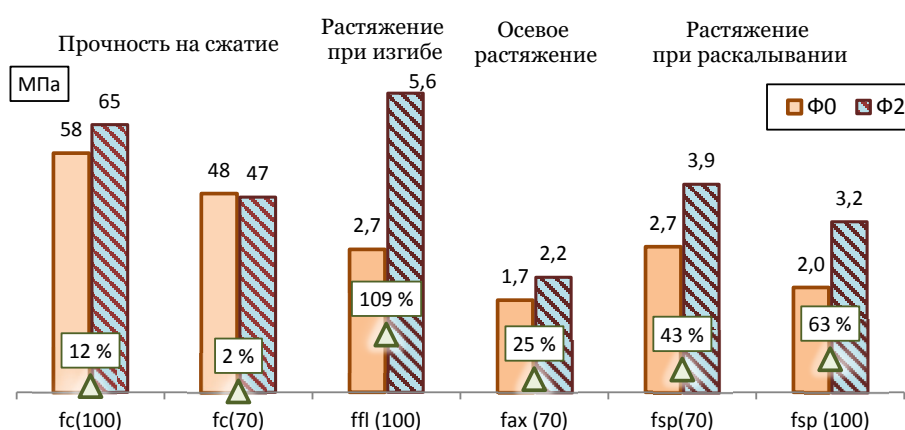 Прочность на сжатие
Растяжение
при изгибе
Осевое
растяжение
Растяжение
при раскалывании
МПа
Ф0 Ф2
58
65
48
47
2,7
5,6
1,7
2,2
2,7
3,9
2,0
3,2
12 %
2 %
109 %
25 %
43 %
63 %
fc(100)
fc(70)
ffl (100)
fax (70)
fsp(70)
fsp (100)